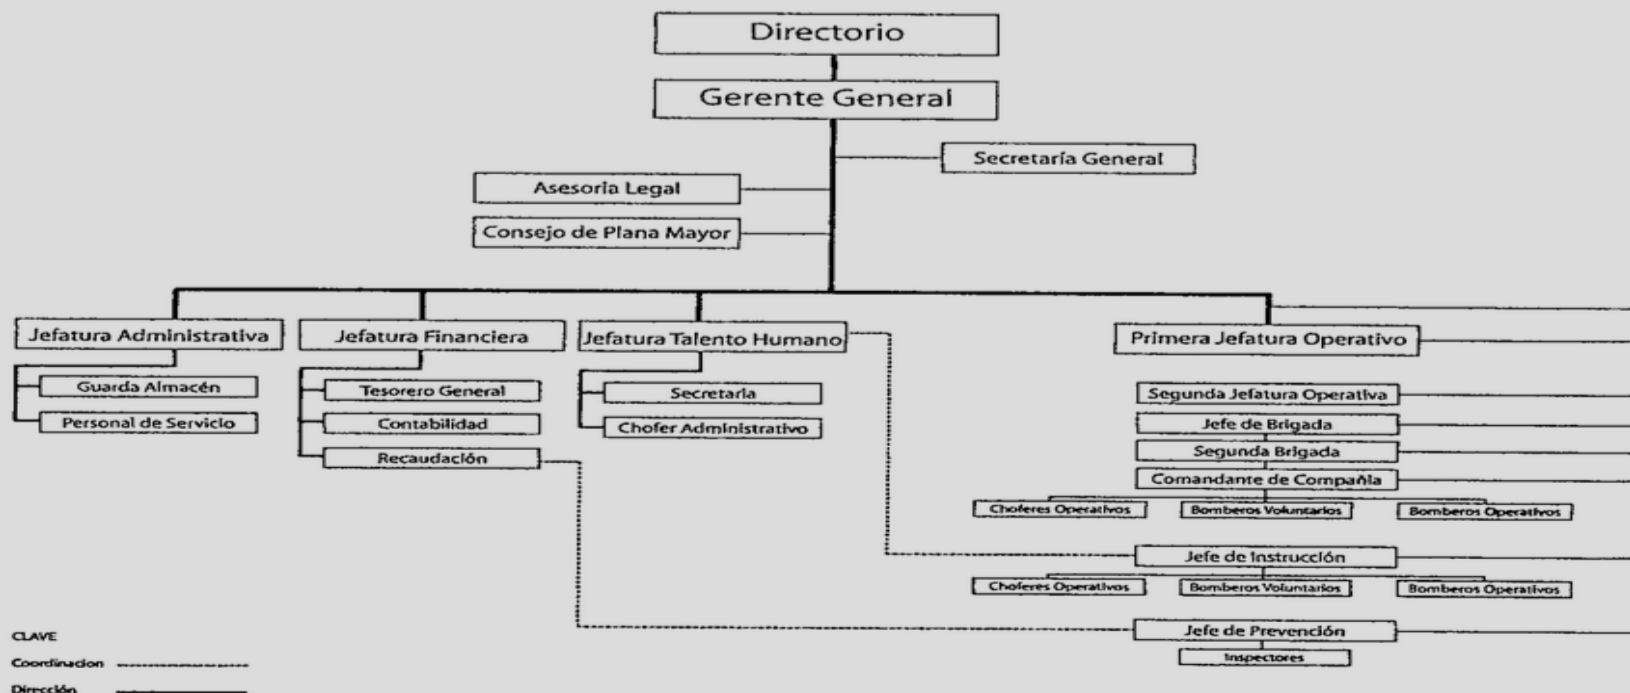 Directorio
Gerente General
Secretaría General
Asesoria Legal
Consejo de Plana Mayor
Jefatura Administrativa
Guarda Almacén
Personal de Servicio
Jefatura Financiera
Tesorero General
Contabilidad
Recaudación
Jefatura Talento Humano
Secretaria
Chofer Administrativo
Primera Jefatura Operativo
Segunda Jefatura Operativa
Jefe de Brigada
Segunda Brigada
Comandante de Compañia
Choferes Operativos
Bomberos Voluntarios
Bomberos Operativos
Jefe de Instrucción
Choferes Operativos
Bomberos Voluntarios
Bomberos Operativos
Jefe de Prevención
Inspectores
CLAVE
Coordinacion
Dirección